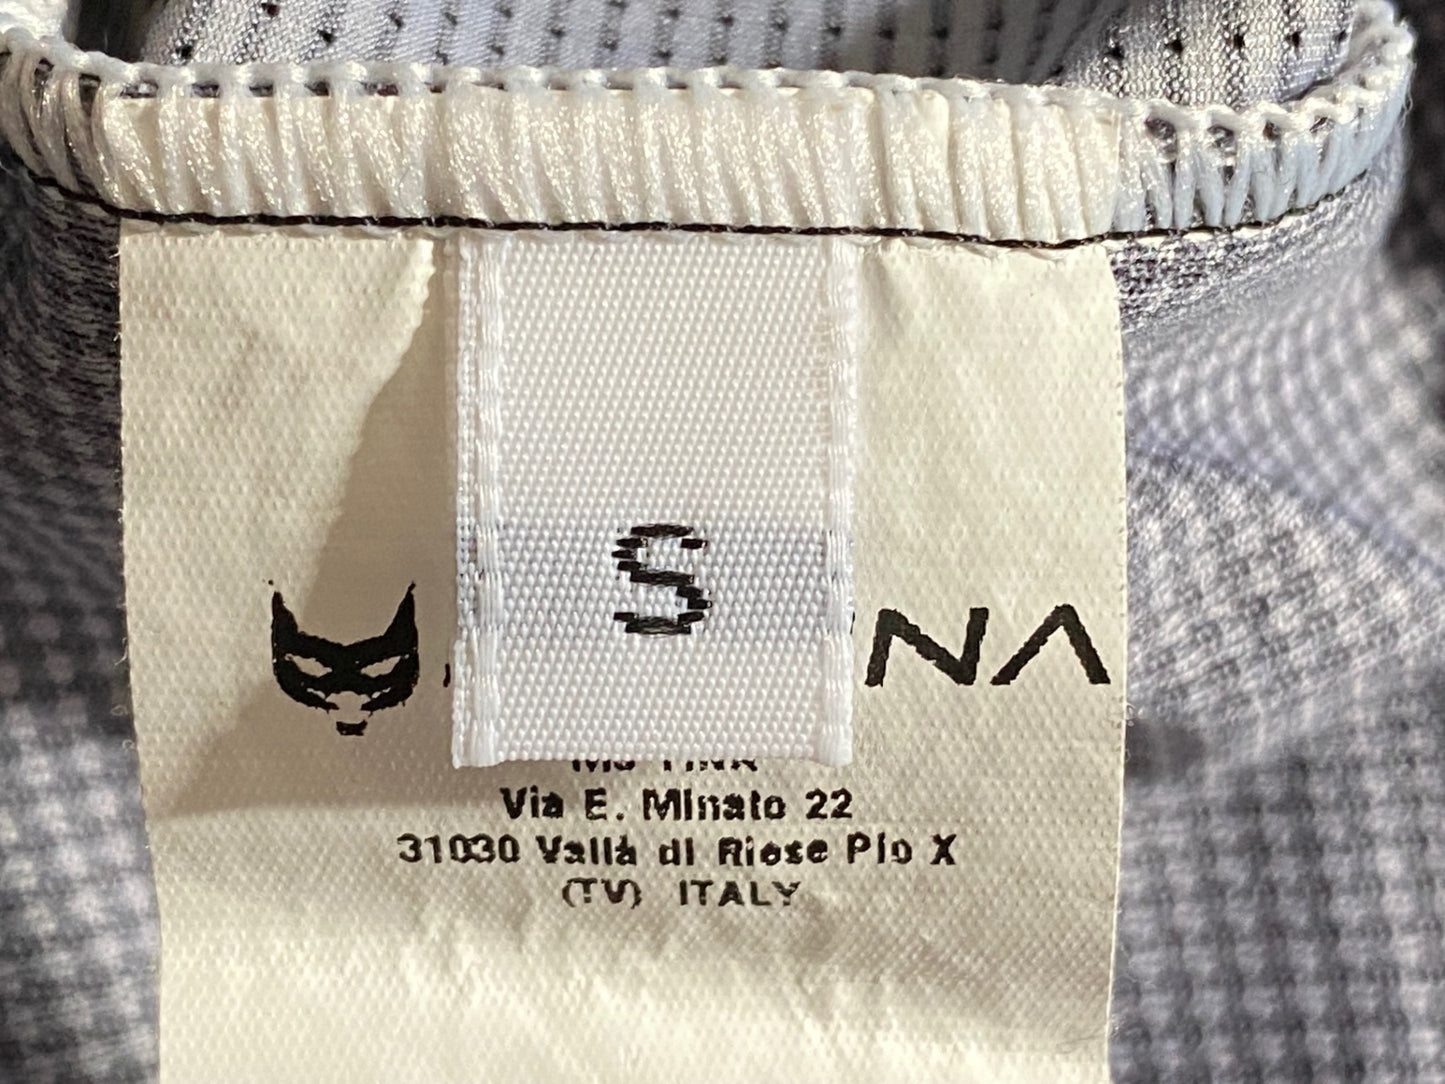 S
NA
Via E. Minato 22
31030 Vallà di Riese Pio X
(TV) ITALY